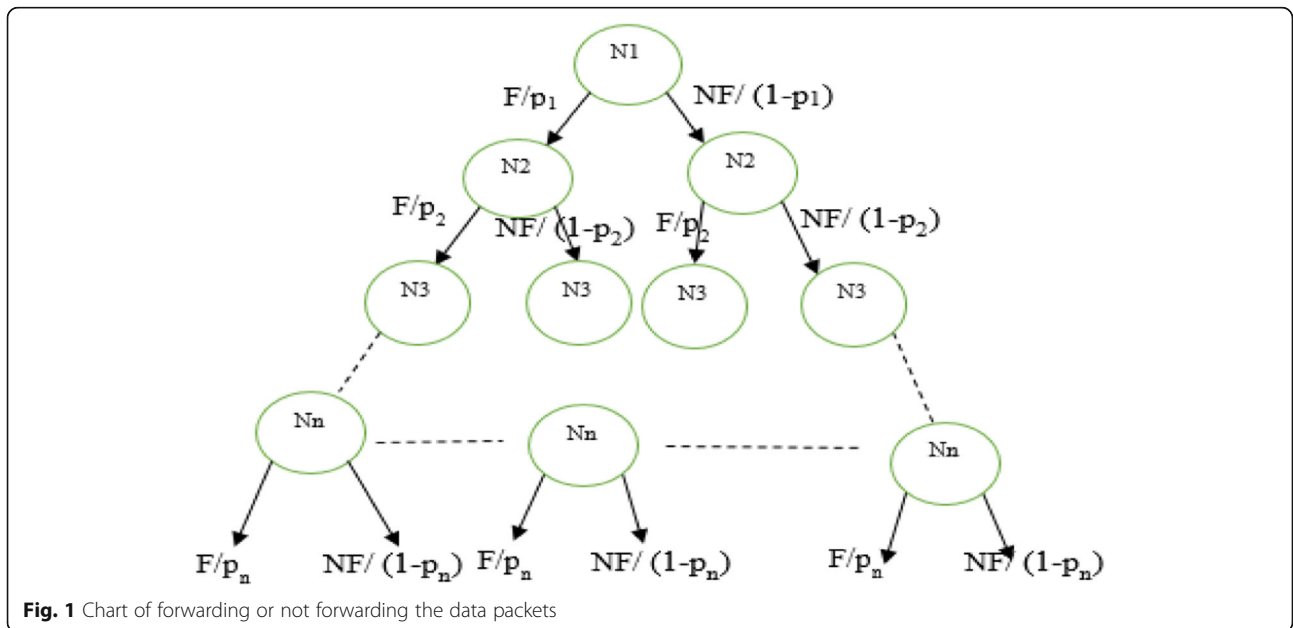 N1
F/p₁ NF/ (1-p₁)
N2 N2
F/p₂ NF/ (1-p₂) F/p₂ NF/ (1-p₂)
N3 N3 N3 N3
Nn Nn Nn
F/pₙ NF/ (1-pₙ) F/pₙ NF/ (1-pₙ) F/pₙ NF/ (1-pₙ)
Fig. 1 Chart of forwarding or not forwarding the data packets